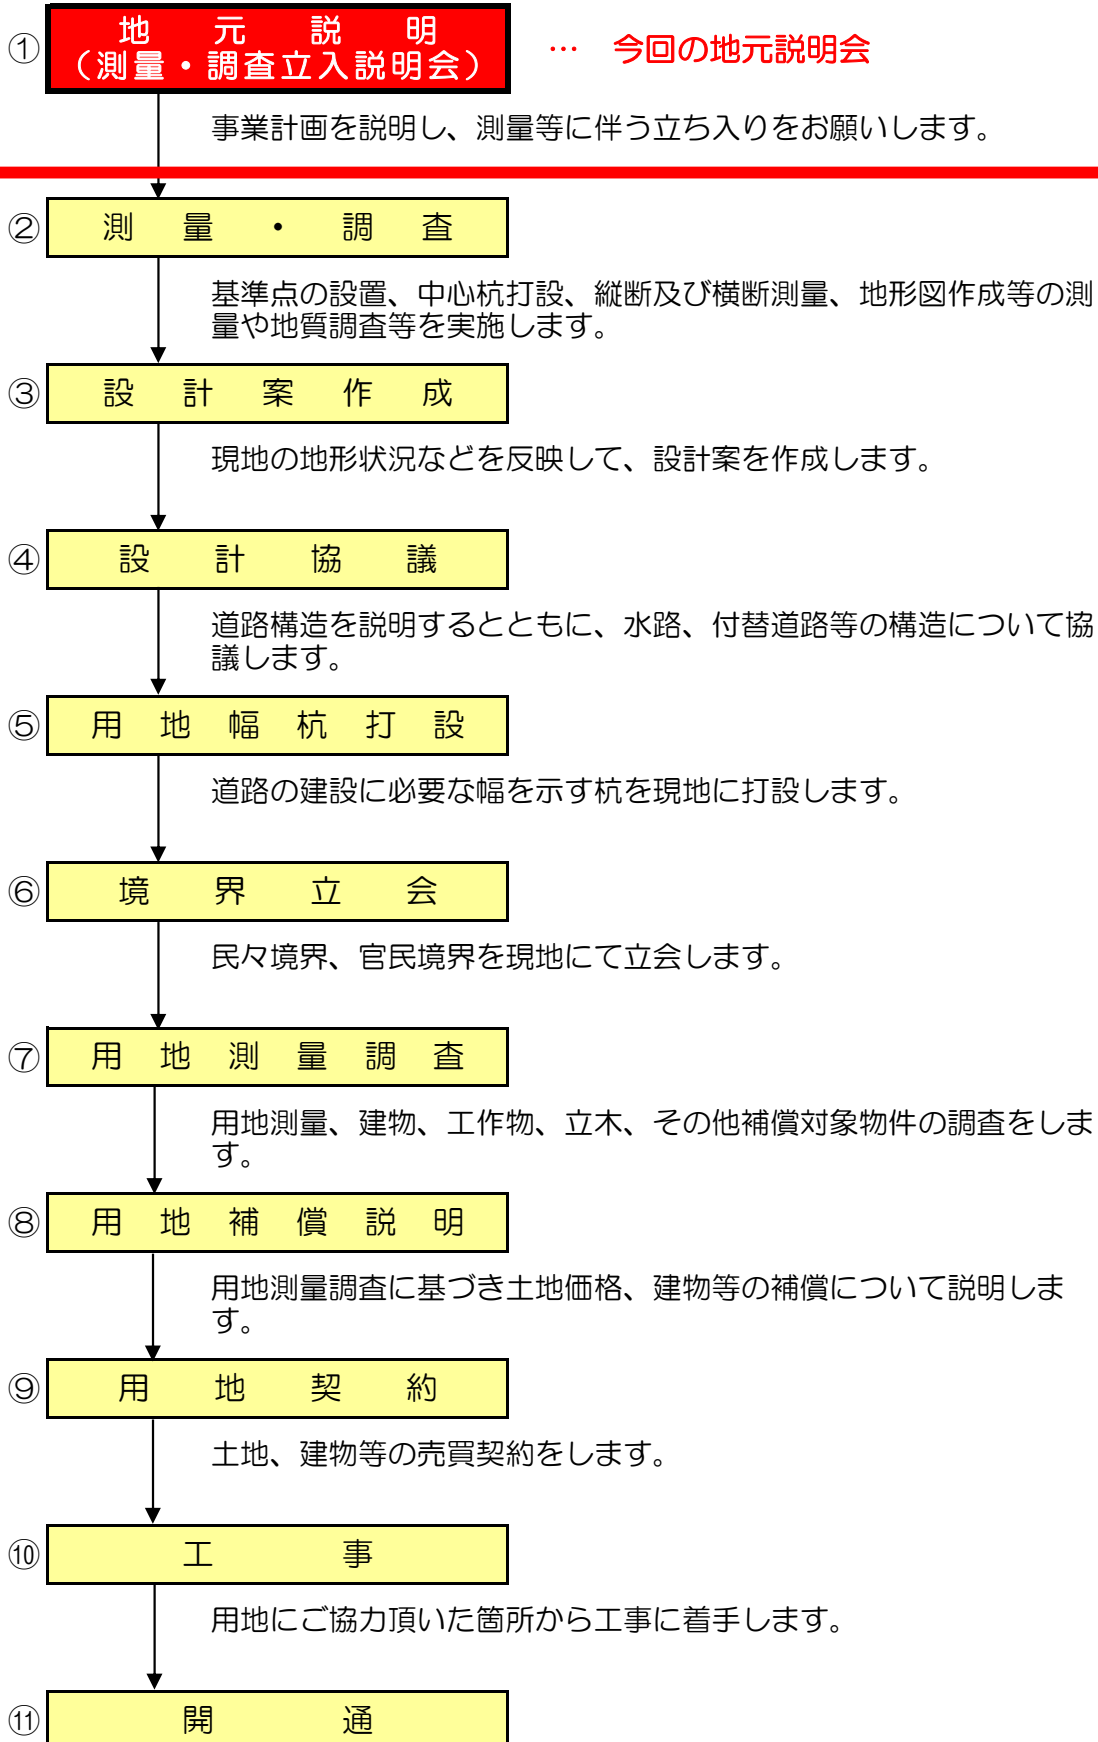 ①
地元説明
（測量・調査立入説明会）
… 今回の地元説明会
事業計画を説明し、測量等に伴う立ち入りをお願いします。
②
測量・調査
基準点の設置、中心杭打設、縦断及び横断測量、地形図作成等の測
量や地質調査等を実施します。
③
設計案作成
現地の地形状況などを反映して、設計案を作成します。
④
設計協議
道路構造を説明するとともに、水路、付替道路等の構造について協
議します。
⑤
用地幅杭打設
道路の建設に必要な幅を示す杭を現地に打設します。
⑥
境界立会
民々境界、官民境界を現地にて立会します。
⑦
用地測量調査
用地測量、建物、工作物、立木、その他補償対象物件の調査をしま
す。
⑧
用地補償説明
用地測量調査に基づき土地価格、建物等の補償について説明しま
す。
⑨
用地契約
土地、建物等の売買契約をします。
⑩
工事
用地にご協力頂いた箇所から工事に着手します。
⑪
開通